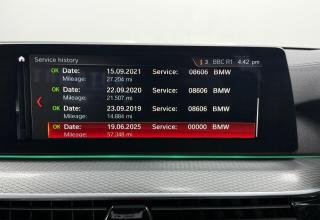 Service history
3 BBC R1 4:42 pm
OK Date: 15.09.2021 Service: 08606 BMW
Mileage: 27.204 mi
OK Date: 22.09.2020 Service: 08606 BMW
Mileage: 21.507 mi
OK Date: 23.09.2019 Service: 08606 BMW
Mileage: 14.884 mi
OK Date: 19.06.2025 Service: 00000 BMW
Mileage: 57.348 mi